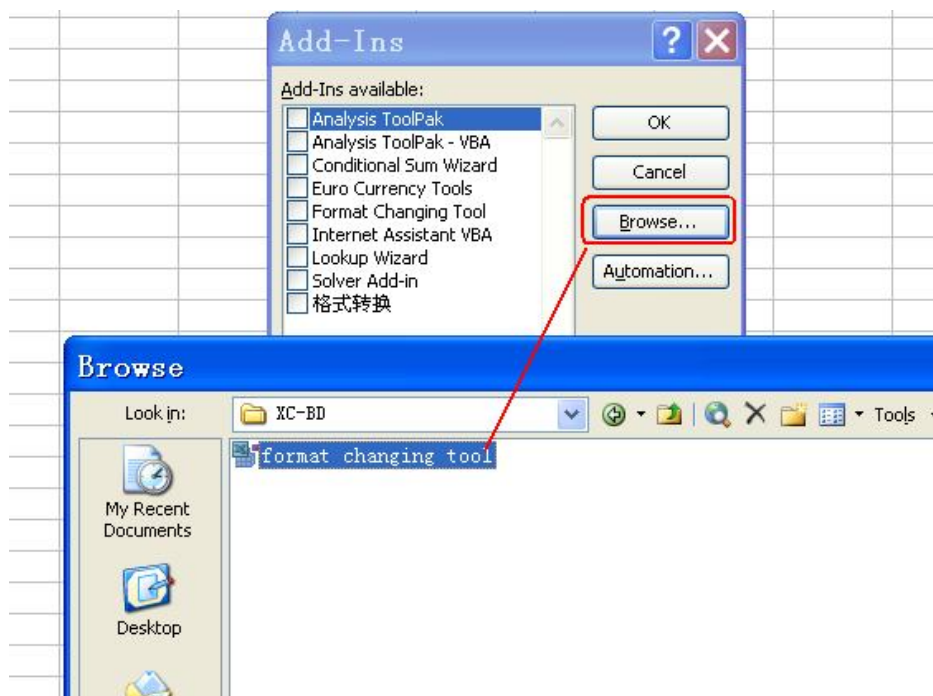 Add-Ins
Add-Ins available:
Analysis ToolPak
Analysis ToolPak - VBA
Conditional Sum Wizard
Euro Currency Tools
Format Changing Tool
Internet Assistant VBA
Lookup Wizard
Solver Add-in
格式转换
OK
Cancel
Browse...
Automation...
Browse
Look in:
XC-BD
Tools
format changing tool
My Recent
Documents
Desktop